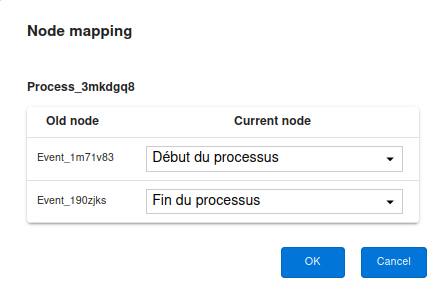 Node mapping
Process_3mkdgq8
Old node Current node
Event_1m71v83 Début du processus
Event_190zjks Fin du processus
OK Cancel